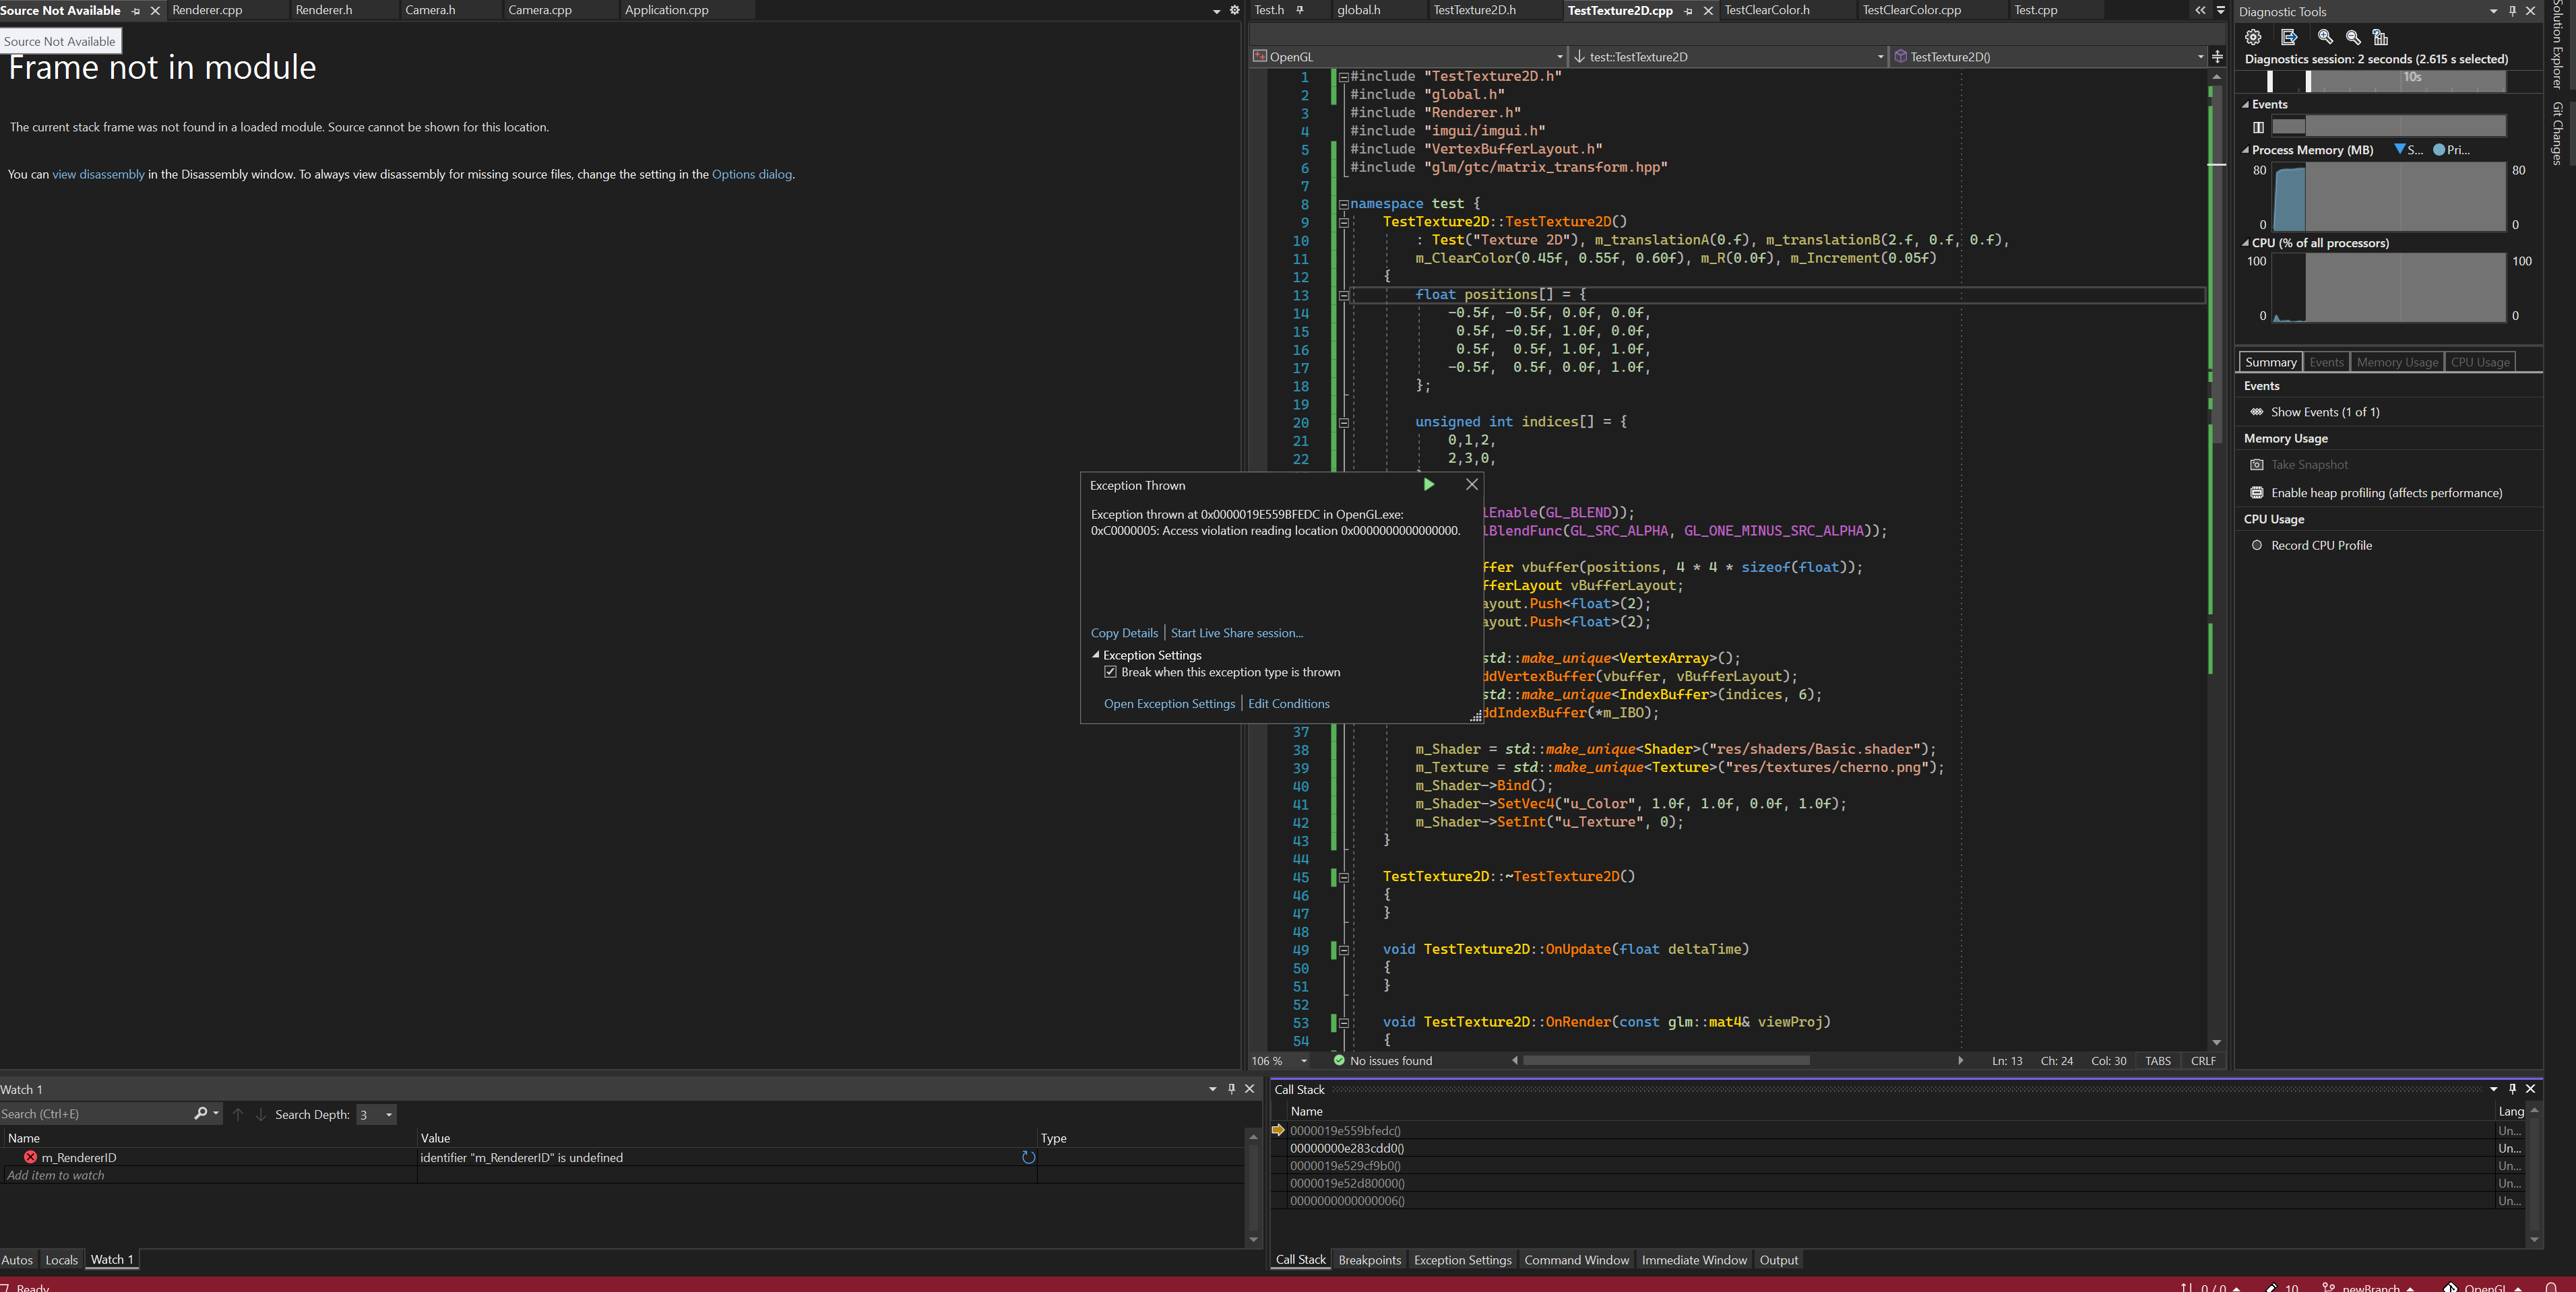 Source Not Available
Renderer.cpp
Renderer.h
Camera.h
Camera.cpp
Application.cpp
Source Not Available
Frame not in module
The current stack frame was not found in a loaded module. Source cannot be shown for this location.
You can view disassembly in the Disassembly window. To always view disassembly for missing source files, change the setting in the Options dialog.
Test.h
global.h
TestTexture2D.h
TestTexture2D.cpp
TestClearColor.h
TestClearColor.cpp
Test.cpp
OpenGL
test::TestTexture2D
TestTexture2D()
1 #include "TestTexture2D.h"
2 #include "global.h"
3 #include "Renderer.h"
4 #include "imgui/imgui.h"
5 #include "VertexBufferLayout.h"
6 #include "glm/gtc/matrix_transform.hpp"
7
8 namespace test {
9 TestTexture2D::TestTexture2D()
10 : Test("Texture 2D"), m_translationA(0.f), m_translationB(2.f, 0.f, 0.f),
11 m_ClearColor(0.45f, 0.55f, 0.60f), m_R(0.0f), m_Increment(0.05f)
12 {
13 float positions[] = {
14 -0.5f, -0.5f, 0.0f, 0.0f,
15 0.5f, -0.5f, 1.0f, 0.0f,
16 0.5f, 0.5f, 1.0f, 1.0f,
17 -0.5f, 0.5f, 0.0f, 1.0f,
18 };
19
20 unsigned int indices[] = {
21 0,1,2,
22 2,3,0,
lEnable(GL_BLEND));
lBlendFunc(GL_SRC_ALPHA, GL_ONE_MINUS_SRC_ALPHA));
ffer vbuffer(positions, 4 * 4 * sizeof(float));
fferLayout vBufferLayout;
ayout.Push<float>(2);
ayout.Push<float>(2);
std::make_unique<VertexArray>();
ddVertexBuffer(vbuffer, vBufferLayout);
std::make_unique<IndexBuffer>(indices, 6);
ddIndexBuffer(*m_IBO);
37
38 m_Shader = std::make_unique<Shader>("res/shaders/Basic.shader");
39 m_Texture = std::make_unique<Texture>("res/textures/cherno.png");
40 m_Shader->Bind();
41 m_Shader->SetVec4("u_Color", 1.0f, 1.0f, 0.0f, 1.0f);
42 m_Shader->SetInt("u_Texture", 0);
43 }
44
45 TestTexture2D::~TestTexture2D()
46 {
47 }
48
49 void TestTexture2D::OnUpdate(float deltaTime)
50 {
51 }
52
53 void TestTexture2D::OnRender(const glm::mat4& viewProj)
54 {
106 %
No issues found
Ln: 13
Ch: 24
Col: 30
TABS
CRLF
Exception Thrown
Exception thrown at 0x0000019E559BFEDC in OpenGL.exe:
0xC0000005: Access violation reading location 0x0000000000000000.
Copy Details | Start Live Share session...
Exception Settings
Break when this exception type is thrown
Open Exception Settings | Edit Conditions
Diagnostic Tools
Diagnostics session: 2 seconds (2.615 s selected)
10s
Events
Process Memory (MB)
S...
Pri...
80
80
0
0
CPU (% of all processors)
100
100
0
0
Summary
Events
Memory Usage
CPU Usage
Events
Show Events (1 of 1)
Memory Usage
Take Snapshot
Enable heap profiling (affects performance)
CPU Usage
Record CPU Profile
Solution Explorer
Git Changes
Watch 1
Search (Ctrl+E)
Search Depth: 3
Name
Value
Type
m_RendererID
identifier "m_RendererID" is undefined
Add item to watch
Autos
Locals
Watch 1
Call Stack
Name
Lang
0000019e559bfedc()
Un...
00000000e283cdd0()
Un...
0000019e529cf9b0()
Un...
0000019e52d80000()
Un...
0000000000000006()
Un...
Call Stack
Breakpoints
Exception Settings
Command Window
Immediate Window
Output
Ready
0 / 0
10
newBranch
OpenGL